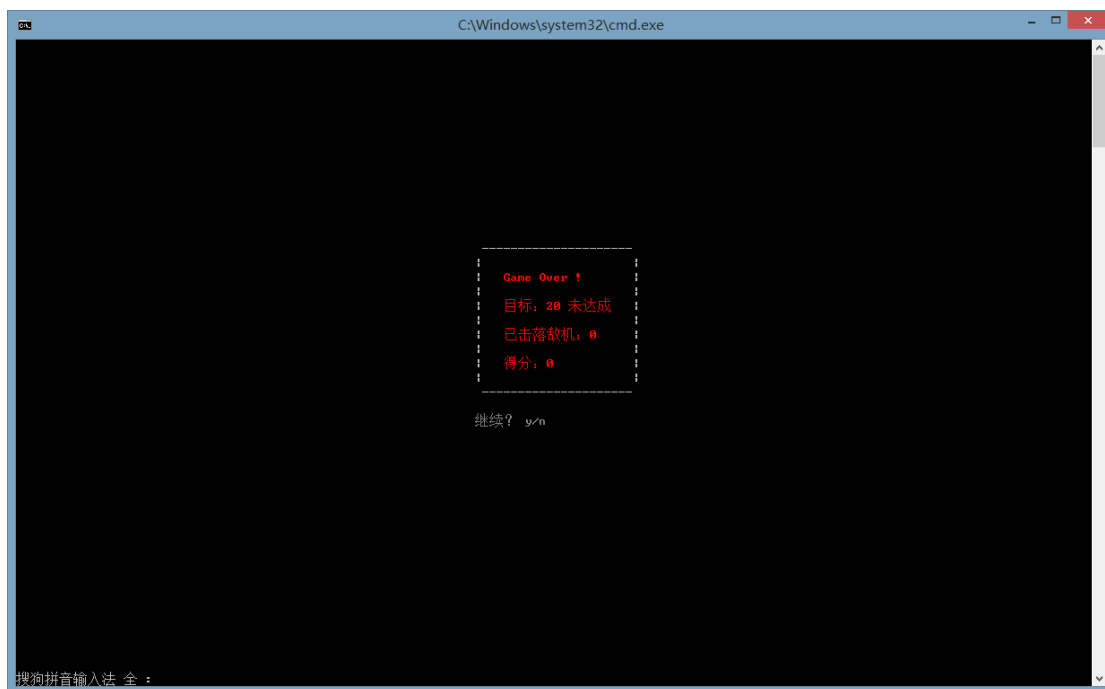 C:\Windows\system32\cmd.exe
Game Over !
目标：20 未达成
已击落敌机：0
得分：0
继续？ y/n
搜狗拼音输入法 全 ：